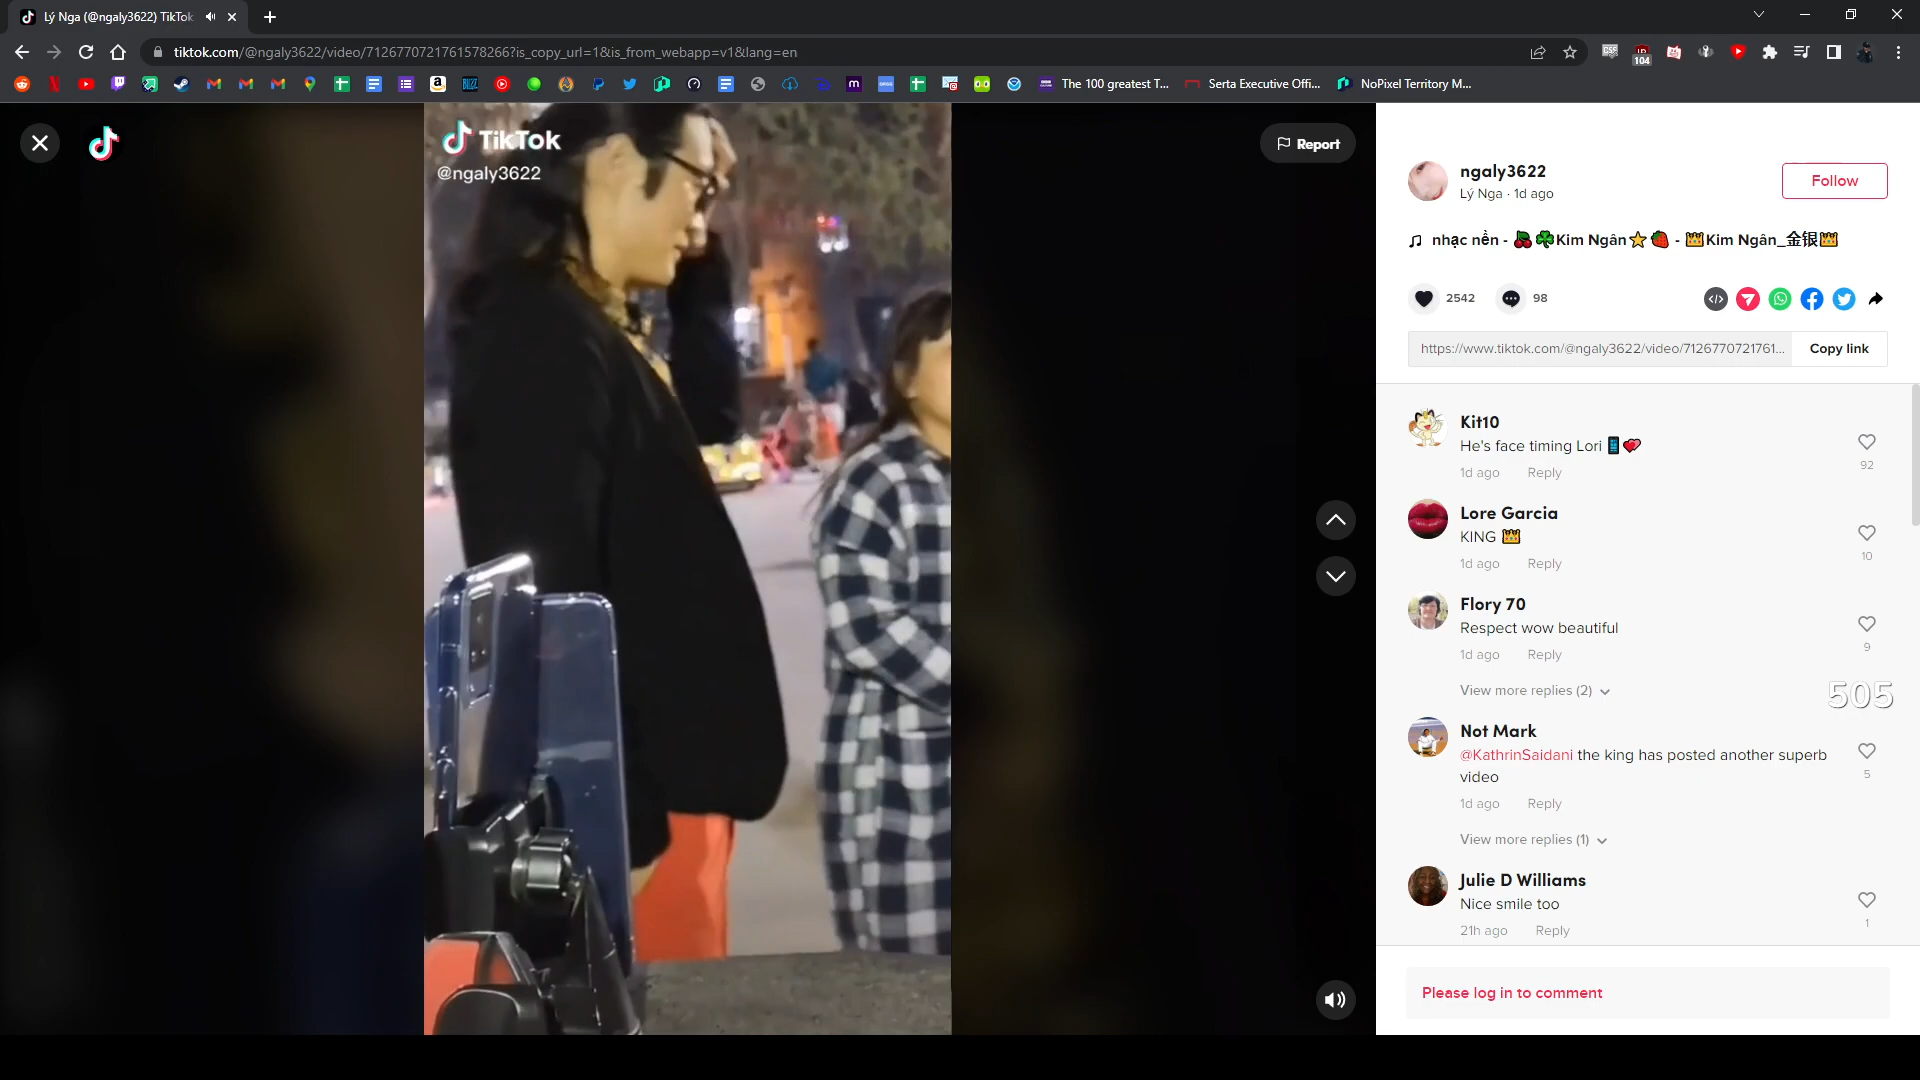 Lý Nga (@ngaly3622) TikTok
tiktok.com/@ngaly3622/video/7126770721761578266?is_copy_url=1&is_from_webapp=v1&lang=en
104
The 100 greatest T...
Serta Executive Offi...
NoPixel Territory M...
TikTok
@ngaly3622
Report
ngaly3622
Lý Nga · 1d ago
Follow
nhạc nền - 🍒☘️Kim Ngân⭐🍓 - 👑Kim Ngân_金银👑
2542
98
https://www.tiktok.com/@ngaly3622/video/7126770721761...
Copy link
Kit10
He's face timing Lori 📱💘
1d ago Reply
92
Lore Garcia
KING 👑
1d ago Reply
10
Flory 70
Respect wow beautiful
1d ago Reply
9
View more replies (2)
505
Not Mark
@KathrinSaidani the king has posted another superb
video
5
1d ago Reply
View more replies (1)
Julie D Williams
Nice smile too
21h ago Reply
1
Please log in to comment